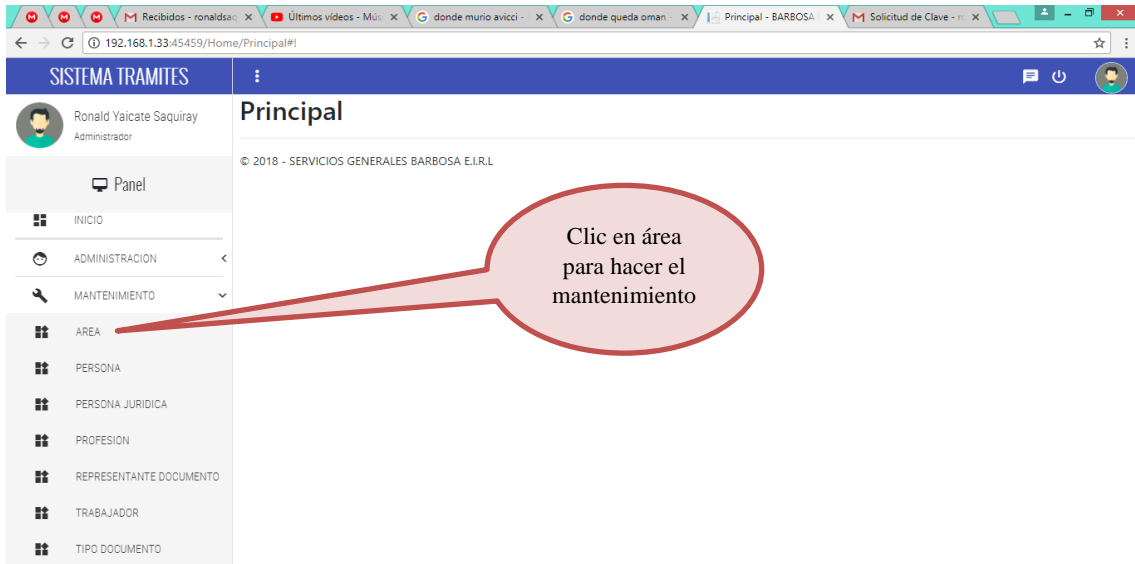 Recibidos - ronaldsaq
Últimos vídeos - Músi
donde murio avicci -
donde queda oman -
Principal - BARBOSA
Solicitud de Clave - r
192.168.1.33:45459/Home/Principal#!
SISTEMA TRAMITES
Ronald Yaicate Saquiray
Administrador
Panel
INICIO
ADMINISTRACION
MANTENIMIENTO
AREA
PERSONA
PERSONA JURIDICA
PROFESION
REPRESENTANTE DOCUMENTO
TRABAJADOR
TIPO DOCUMENTO
Principal
© 2018 - SERVICIOS GENERALES BARBOSA E.I.R.L
Clic en área
para hacer el
mantenimiento